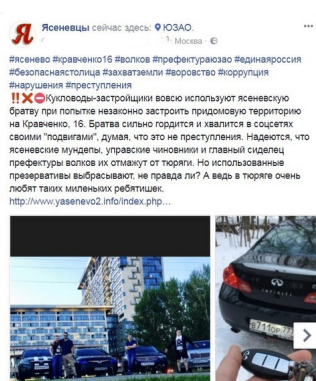 Я
Ясеневцы сейчас здесь: ЮЗАО.
· Москва ·
#ясенево #кравченко16 #волков #префектураюзао #единаяроссия
#безопаснаястолица #захватземли #воровство #коррупция
#нарушения #преступления
‼❌⛔Кукловоды-застройщики вовсю используют ясеневскую
братву при попытке незаконно застроить придомовую территорию
на Кравченко, 16. Братва сильно гордится и хвалится в соцсетях
своими "подвигами", думая, что это не преступления. Надеются, что
ясеневские мундепы, управские чиновники и главный сиделец
префектуры волков их отмажут от тюряги. Но использованные
презервативы выбрасывают, не правда ли? А ведь в тюряге очень
любят таких миленьких ребятишек.
http://www.yasenevo2.info/index.php...
INFINITI
в711ор 777